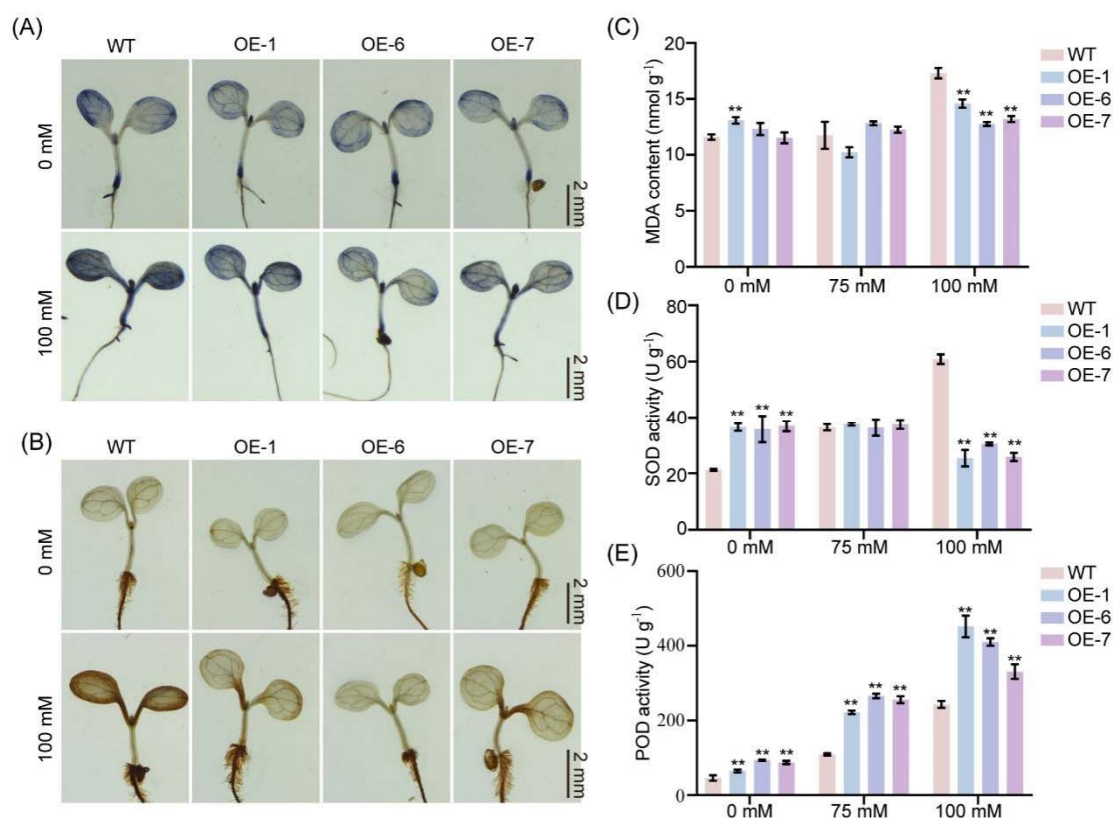 (A)
WT OE-1 OE-6 OE-7
0 mM
2 mm
100 mM
2 mm
(B)
WT OE-1 OE-6 OE-7
0 mM
2 mm
100 mM
2 mm
(C)
MDA content (nmol g⁻¹)
20
15
10
5
0
** ** ** **
0 mM 75 mM 100 mM
WT
OE-1
OE-6
OE-7
(D)
SOD activity (U g⁻¹)
80
60
40
20
0
** ** ** ** ** **
0 mM 75 mM 100 mM
WT
OE-1
OE-6
OE-7
(E)
POD activity (U g⁻¹)
600
400
200
0
** ** ** ** ** ** ** ** **
0 mM 75 mM 100 mM
WT
OE-1
OE-6
OE-7